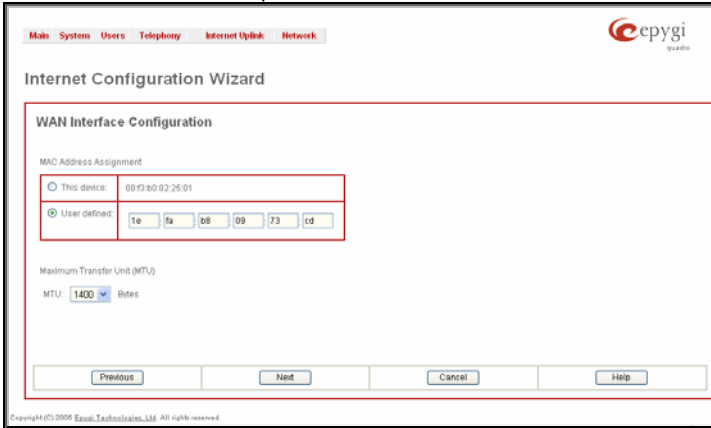 Main System Users Telephony Internet Uplink Network
epygi
quadro
Internet Configuration Wizard
WAN Interface Configuration
MAC Address Assignment
This device: 00:f3:b0:02:25:01
User defined: 1e : fa : b8 : 09 : 73 : cd
Maximum Transfer Unit (MTU)
MTU: 1400 Bytes
Previous Next Cancel Help
Copyright (C) 2006 Epygi Technologies, Ltd. All rights reserved.